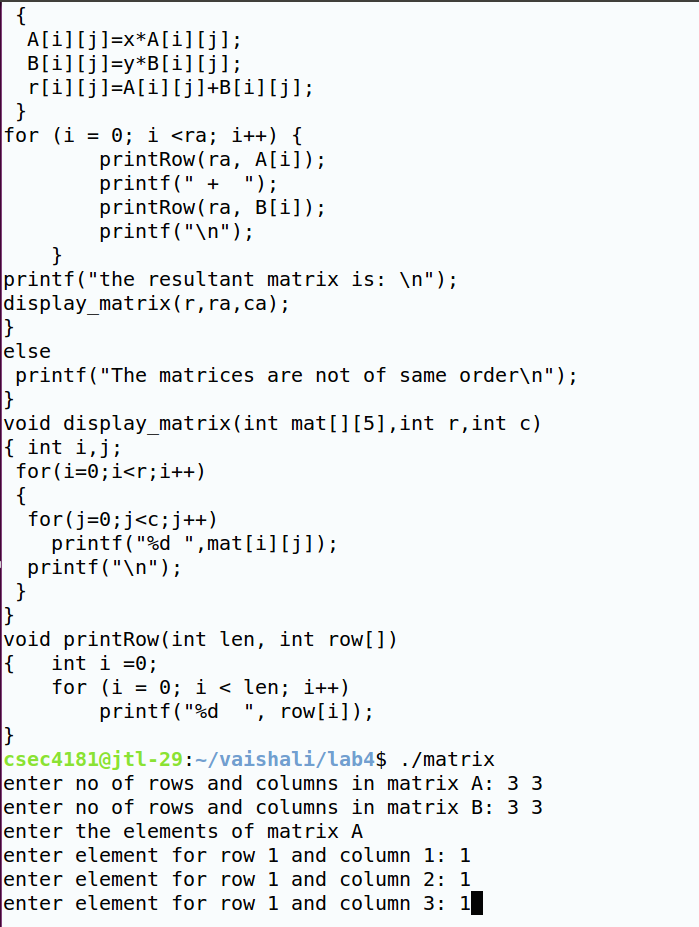 {
  A[i][j]=x*A[i][j];
  B[i][j]=y*B[i][j];
  r[i][j]=A[i][j]+B[i][j];
 }
for (i = 0; i <ra; i++) {
        printRow(ra, A[i]);
        printf(" +  ");
        printRow(ra, B[i]);
        printf("\n");
    }
printf("the resultant matrix is: \n");
display_matrix(r,ra,ca);
}
else
 printf("The matrices are not of same order\n");
}
void display_matrix(int mat[][5],int r,int c)
{ int i,j;
 for(i=0;i<r;i++)
 {
  for(j=0;j<c;j++)
    printf("%d ",mat[i][j]);
  printf("\n");
 }
}
void printRow(int len, int row[])
{   int i =0;
    for (i = 0; i < len; i++)
        printf("%d  ", row[i]);
}
csec4181@jtl-29:~/vaishali/lab4$ ./matrix
enter no of rows and columns in matrix A: 3 3
enter no of rows and columns in matrix B: 3 3
enter the elements of matrix A
enter element for row 1 and column 1: 1
enter element for row 1 and column 2: 1
enter element for row 1 and column 3: 1